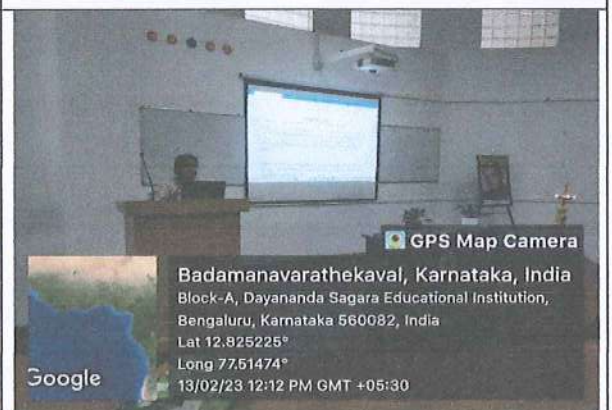 GPS Map Camera
Badamanavarathekaval, Karnataka, India
Block-A, Dayananda Sagara Educational Institution,
Bengaluru, Karnataka 560082, India
Lat 12.825225°
Long 77.51474°
13/02/23 12:12 PM GMT +05:30
Google